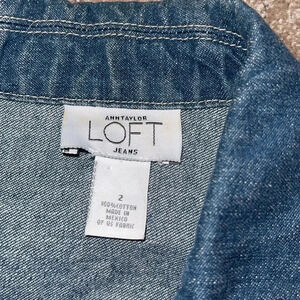 ANNTAYLOR
LOFT
JEANS
2
100%COTTON
MADE IN
MEXICO
OF US FABRIC